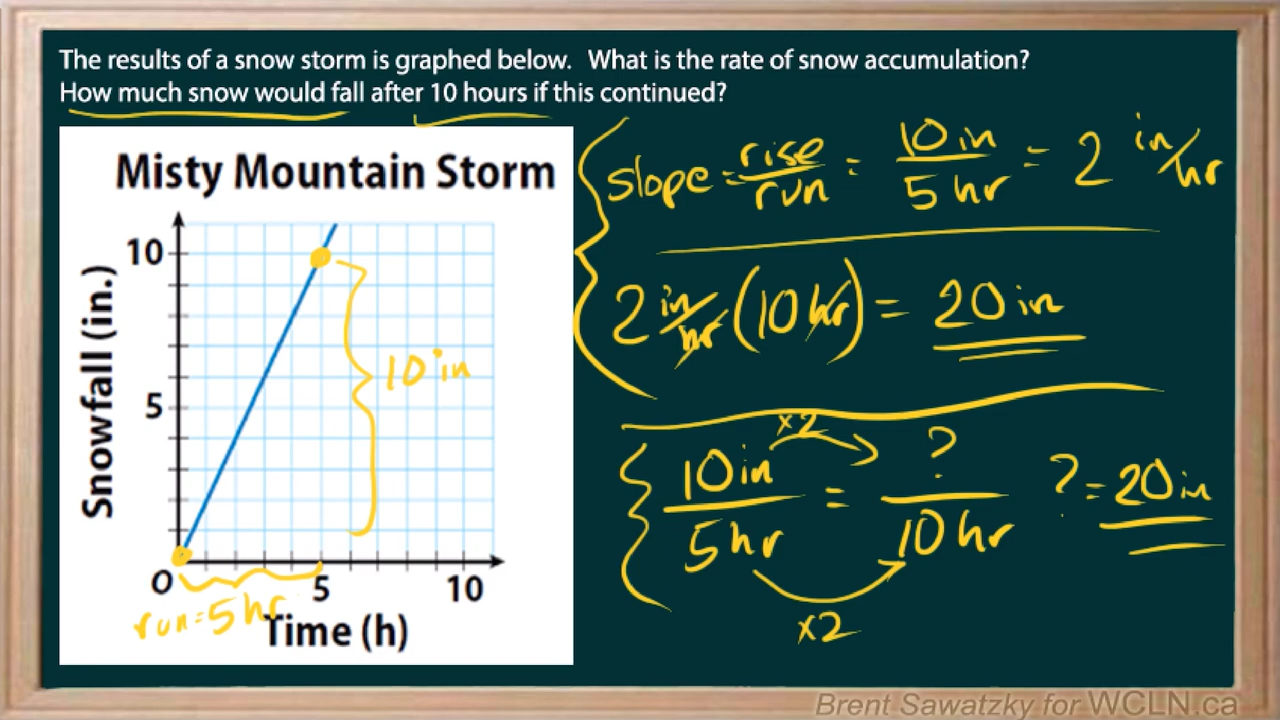 The results of a snow storm is graphed below. What is the rate of snow accumulation?
How much snow would fall after 10 hours if this continued?
Misty Mountain Storm
Snowfall (in.)
10
5
O
5
10
Time (h)
10 in
run = 5 hr
slope = rise/run = 10 in/5 hr = 2 in/hr
2 in/hr (10 hr) = 20 in
x2
10 in/5 hr = ?/10 hr ? = 20 in
x2
Brent Sawatzky for WCLN.ca